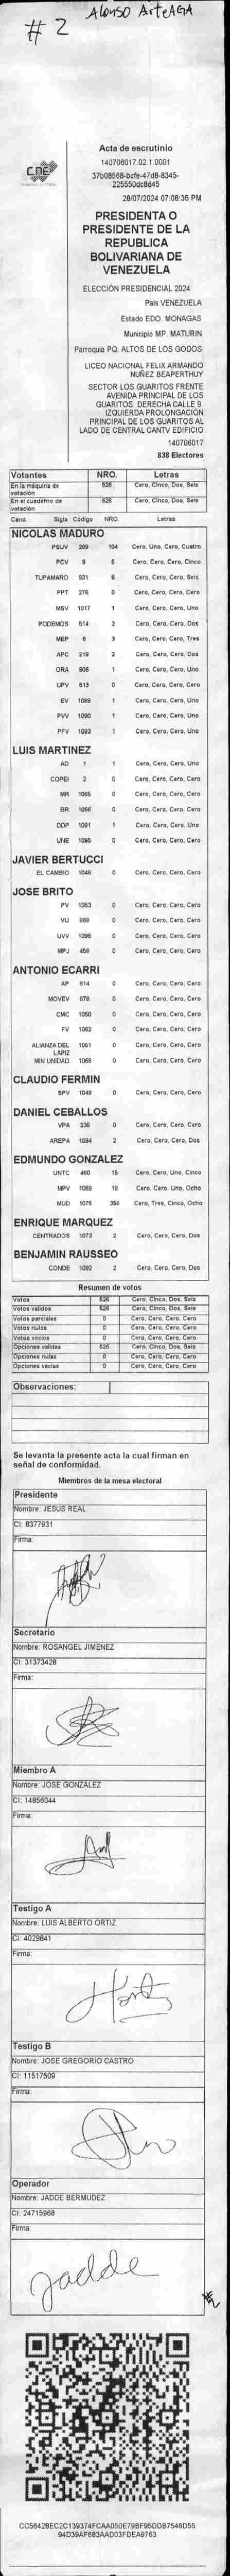 # 2 Alonso ArteAGA
CNE
Acta de escrutinio
140706017.02.1.0001
37b08568-bcfe-47d8-8345-
225550dc8d45
28/07/2024 07:08:35 PM
PRESIDENTA O
PRESIDENTE DE LA
REPUBLICA
BOLIVARIANA DE
VENEZUELA
ELECCIÓN PRESIDENCIAL 2024
País VENEZUELA
Estado EDO. MONAGAS
Municipio MP. MATURIN
Parroquia PQ. ALTOS DE LOS GODOS
LICEO NACIONAL FELIX ARMANDO
NUÑEZ BEAPERTHUY
SECTOR LOS GUARITOS FRENTE
AVENIDA PRINCIPAL DE LOS
GUARITOS. DERECHA CALLE 9.
IZQUIERDA PROLONGACIÓN
PRINCIPAL DE LOS GUARITOS AL
LADO DE CENTRAL CANTV EDIFICIO
140706017
838 Electores
Votantes NRO. Letras
En la máquina de votación 526 Cero, Cinco, Dos, Seis
En el cuaderno de votación 526 Cero, Cinco, Dos, Seis
Cand. Sigla Código NRO. Letras
NICOLAS MADURO
PSUV 289 104 Cero, Uno, Cero, Cuatro
PCV 9 5 Cero, Cero, Cero, Cinco
TUPAMARO 931 6 Cero, Cero, Cero, Seis
PPT 276 0 Cero, Cero, Cero, Cero
MSV 1017 1 Cero, Cero, Cero, Uno
PODEMOS 514 2 Cero, Cero, Cero, Dos
MEP 8 3 Cero, Cero, Cero, Tres
APC 219 2 Cero, Cero, Cero, Dos
ORA 905 1 Cero, Cero, Cero, Uno
UPV 513 0 Cero, Cero, Cero, Cero
EV 1089 1 Cero, Cero, Cero, Uno
PVV 1090 1 Cero, Cero, Cero, Uno
PFV 1093 1 Cero, Cero, Cero, Uno
LUIS MARTINEZ
AD 1 1 Cero, Cero, Cero, Uno
COPEI 2 0 Cero, Cero, Cero, Cero
MR 1065 0 Cero, Cero, Cero, Cero
BR 1056 0 Cero, Cero, Cero, Cero
DDP 1091 1 Cero, Cero, Cero, Uno
UNE 1095 0 Cero, Cero, Cero, Cero
JAVIER BERTUCCI
EL CAMBIO 1046 0 Cero, Cero, Cero, Cero
JOSE BRITO
PV 1053 0 Cero, Cero, Cero, Cero
VU 968 0 Cero, Cero, Cero, Cero
UVV 1096 0 Cero, Cero, Cero, Cero
MPJ 458 0 Cero, Cero, Cero, Cero
ANTONIO ECARRI
AP 914 0 Cero, Cero, Cero, Cero
MOVEV 878 0 Cero, Cero, Cero, Cero
CMC 1050 0 Cero, Cero, Cero, Cero
FV 1062 0 Cero, Cero, Cero, Cero
ALIANZA DEL LAPIZ 1051 0 Cero, Cero, Cero, Cero
MIN UNIDAD 1068 0 Cero, Cero, Cero, Cero
CLAUDIO FERMIN
SPV 1049 0 Cero, Cero, Cero, Cero
DANIEL CEBALLOS
VPA 236 0 Cero, Cero, Cero, Cero
AREPA 1094 2 Cero, Cero, Cero, Dos
EDMUNDO GONZALEZ
UNTC 460 15 Cero, Cero, Uno, Cinco
MPV 1069 18 Cero, Cero, Uno, Ocho
MUD 1075 358 Cero, Tres, Cinco, Ocho
ENRIQUE MARQUEZ
CENTRADOS 1073 2 Cero, Cero, Cero, Dos
BENJAMIN RAUSSEO
CONDE 1092 2 Cero, Cero, Cero, Dos
Resumen de votos
Votos 526 Cero, Cinco, Dos, Seis
Votos validos 526 Cero, Cinco, Dos, Seis
Votos parciales 0 Cero, Cero, Cero, Cero
Votos nulos 0 Cero, Cero, Cero, Cero
Votos vacíos 0 Cero, Cero, Cero, Cero
Opciones validas 526 Cero, Cinco, Dos, Seis
Opciones nulas 0 Cero, Cero, Cero, Cero
Opciones vacías 0 Cero, Cero, Cero, Cero
Observaciones:
Se levanta la presente acta la cual firman en
señal de conformidad.
Miembros de la mesa electoral
Presidente
Nombre: JESUS REAL
CI: 8377931
Firma:
Secretario
Nombre: ROSANGEL JIMENEZ
CI: 31373428
Firma:
Miembro A
Nombre: JOSE GONZALEZ
CI: 14856044
Firma:
Testigo A
Nombre: LUIS ALBERTO ORTIZ
CI: 4029841
Firma:
Testigo B
Nombre: JOSE GREGORIO CASTRO
CI: 11517509
Firma:
Operador
Nombre: JADDE BERMUDEZ
CI: 24715968
Firma:
Jadde
CC56428EC2C139374FCAA050E79BF95DDB7546D55
94D39AF683AAD03FDEA9763